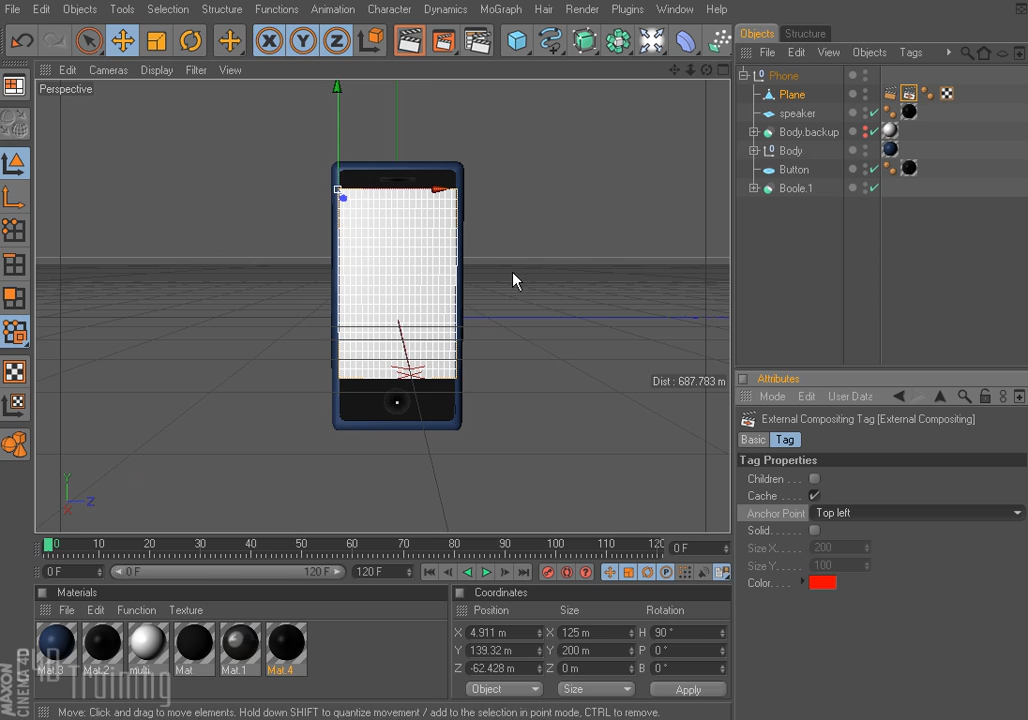 File Edit Objects Tools Selection Structure Functions Animation Character Dynamics MoGraph Hair Render Plugins Window Help
Edit Cameras Display Filter View
Perspective
Dist : 687.783 m
Y
Z
X
Objects Structure
File Edit View Objects Tags
Phone
Plane
speaker
Body.backup
Body
Button
Boole.1
Attributes
Mode Edit User Data
External Compositing Tag [External Compositing]
Basic Tag
Tag Properties
Children . . .
Cache . . . .
Anchor Point Top left
Solid. . . . .
Size X. . . . 200
Size Y. . . . 100
Color. . . .
0 10 20 30 40 50 60 70 80 90 100 110 120
0 F
0 F 0 F 120 F 120 F
Materials
File Edit Function Texture
Mat.3 Mat.2 multi Mat Mat.1 Mat.4
Coordinates
Position Size Rotation
X 4.911 m X 125 m H 90 °
Y 139.32 m Y 200 m P 0 °
Z -62.428 m Z 0 m B 0 °
Object Size Apply
MAXON
CINEMA 4D
3D Training
Move: Click and drag to move elements. Hold down SHIFT to quantize movement / add to the selection in point mode, CTRL to remove.